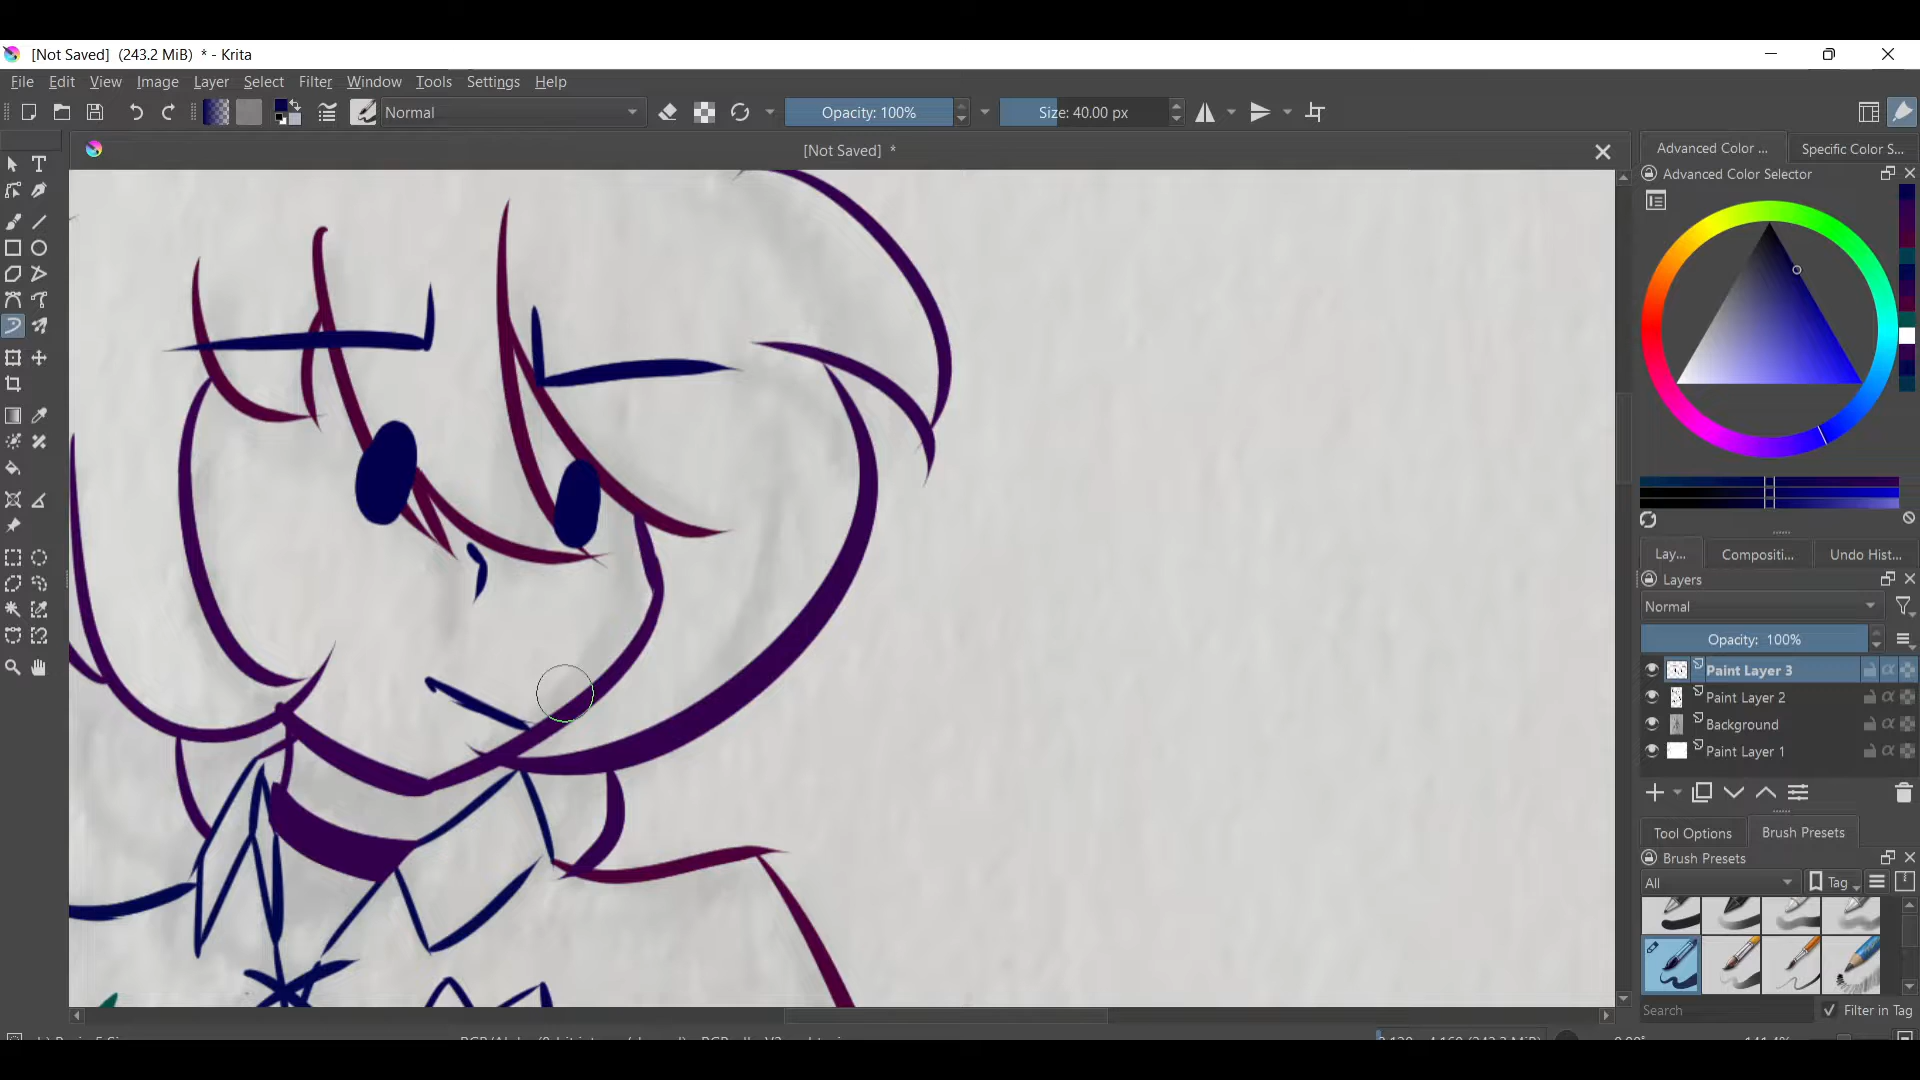 [Not Saved] (243.2 MiB) * - Krita
File Edit View Image Layer Select Filter Window Tools Settings Help
Normal
Opacity: 100%
Size: 40.00 px
[Not Saved] *
Advanced Color ...
Specific Color S...
Advanced Color Selector
Lay...
Compositi...
Undo Hist...
Layers
Normal
Opacity: 100%
Paint Layer 3
Paint Layer 2
Background
Paint Layer 1
Tool Options
Brush Presets
Brush Presets
All
Tag
Search
Filter in Tag